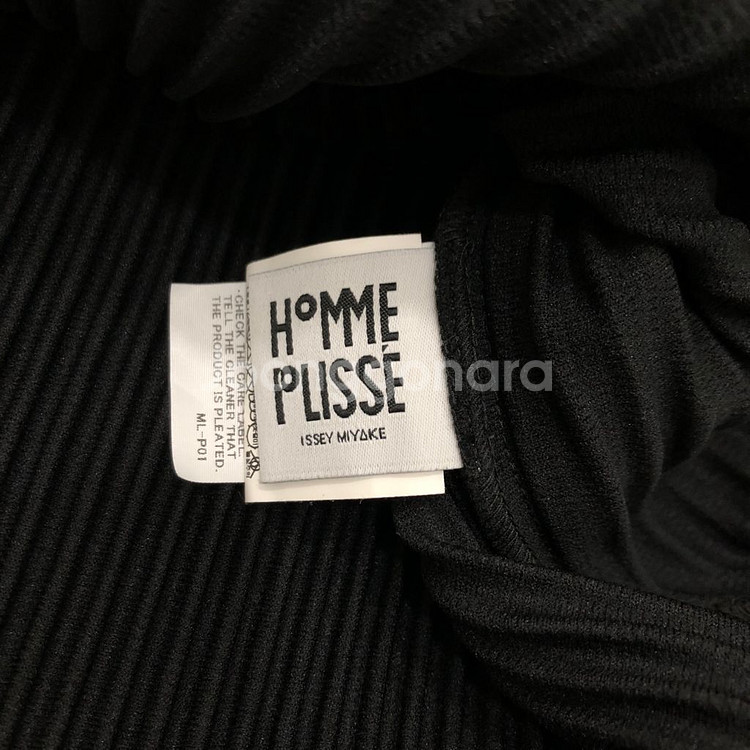 HOMME
PLISSÉ
ISSEY MIYAKE
·CHECK THE CARE LABEL.
TELL THE CLEANER THAT
THE PRODUCT IS PLEATED.
ML-P01